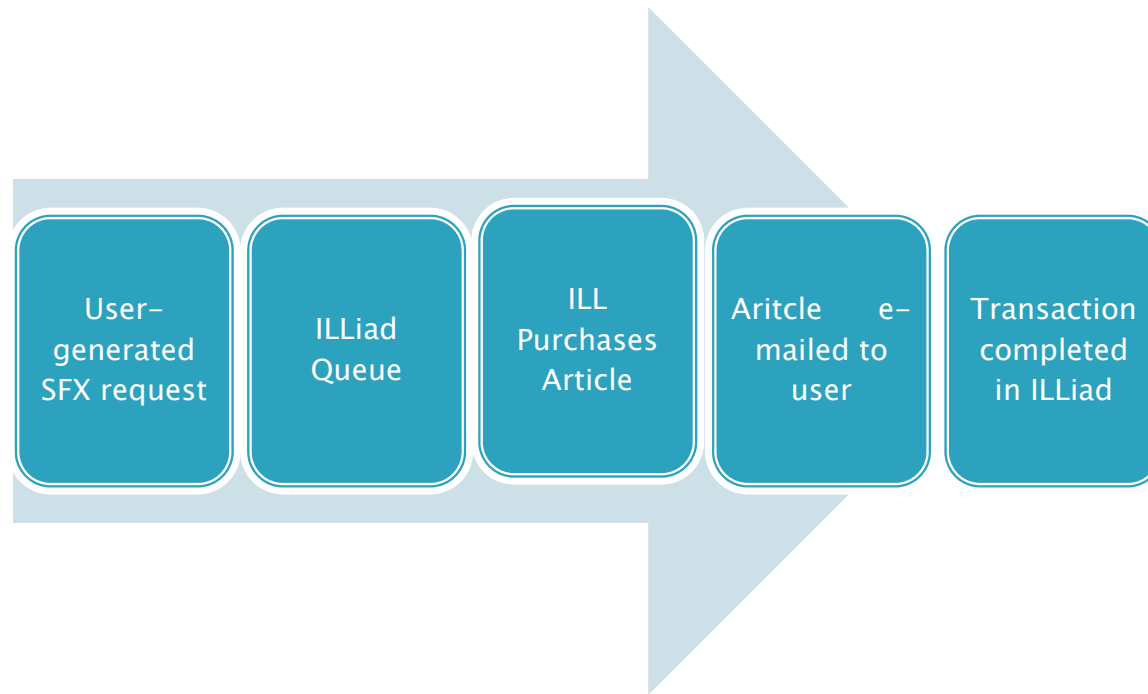 User-
generated
SFX request
ILLiad
Queue
ILL
Purchases
Article
Aritcle e-
mailed to
user
Transaction
completed
in ILLiad